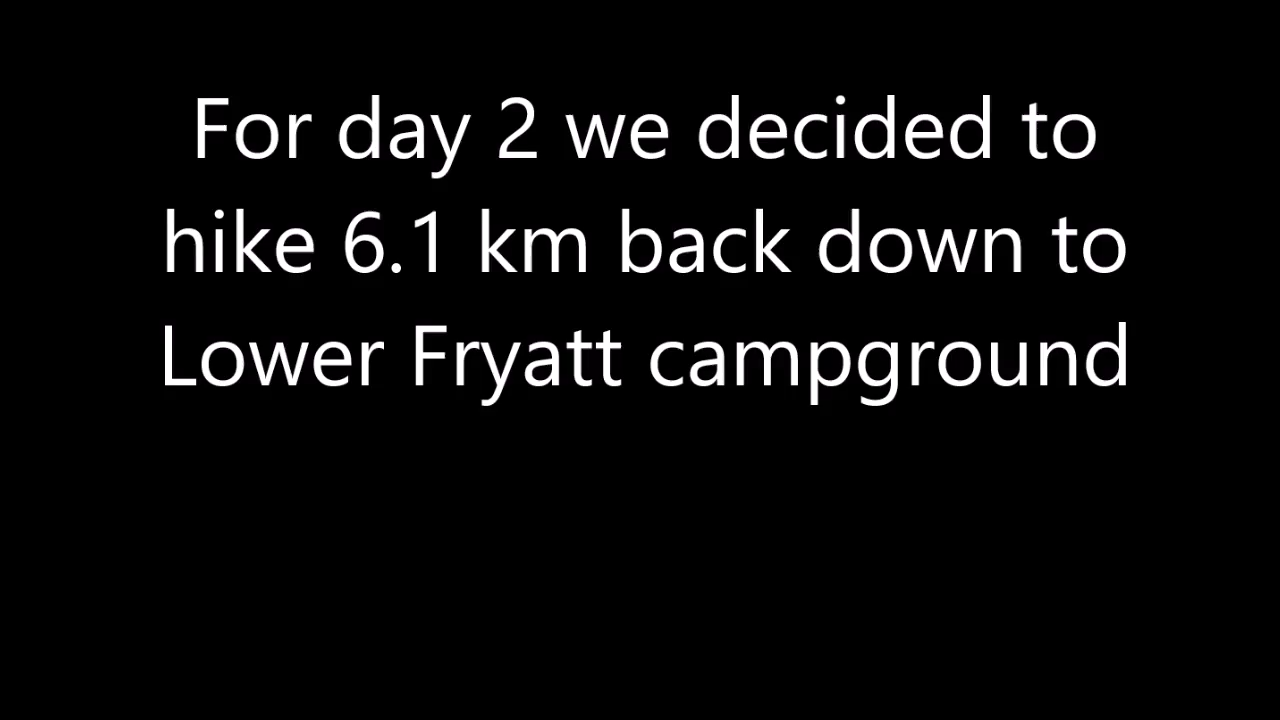 For day 2 we decided to
hike 6.1 km back down to
Lower Fryatt campground